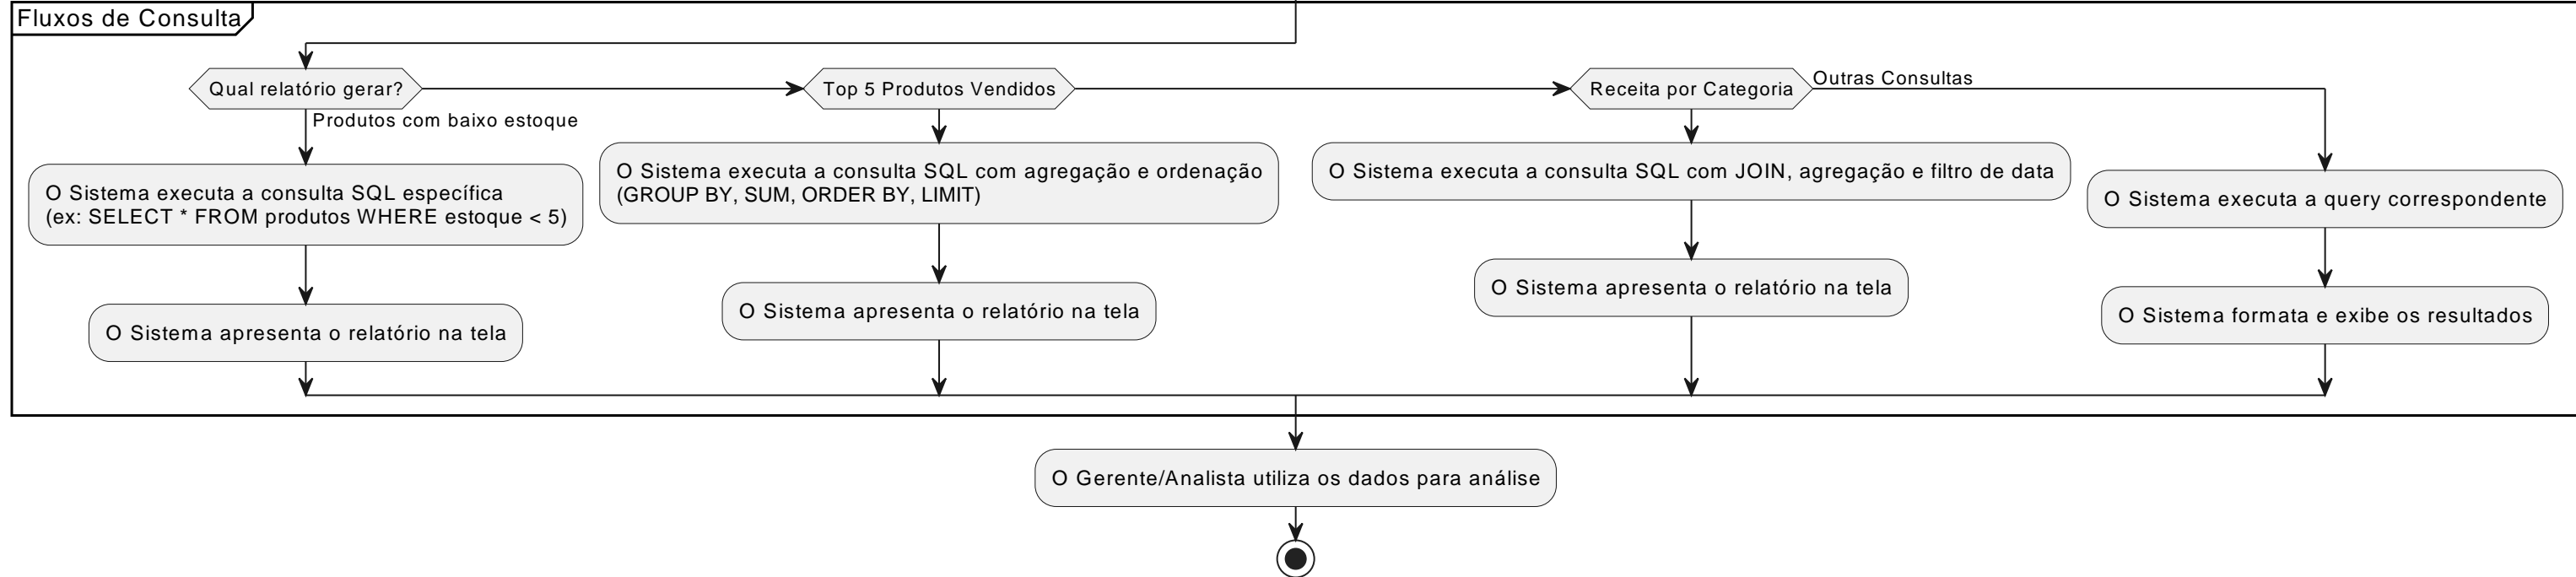 Fluxos de Consulta
Qual relatório gerar?
Produtos com baixo estoque
O Sistema executa a consulta SQL específica
(ex: SELECT * FROM produtos WHERE estoque < 5)
O Sistema apresenta o relatório na tela
Top 5 Produtos Vendidos
O Sistema executa a consulta SQL com agregação e ordenação
(GROUP BY, SUM, ORDER BY, LIMIT)
O Sistema apresenta o relatório na tela
Receita por Categoria
O Sistema executa a consulta SQL com JOIN, agregação e filtro de data
O Sistema apresenta o relatório na tela
Outras Consultas
O Sistema executa a query correspondente
O Sistema formata e exibe os resultados
O Gerente/Analista utiliza os dados para análise